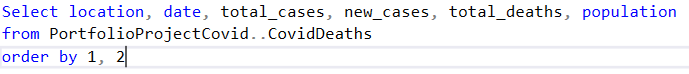 Select location, date, total_cases, new_cases, total_deaths, population
from PortfolioProjectCovid..CovidDeaths
order by 1, 2